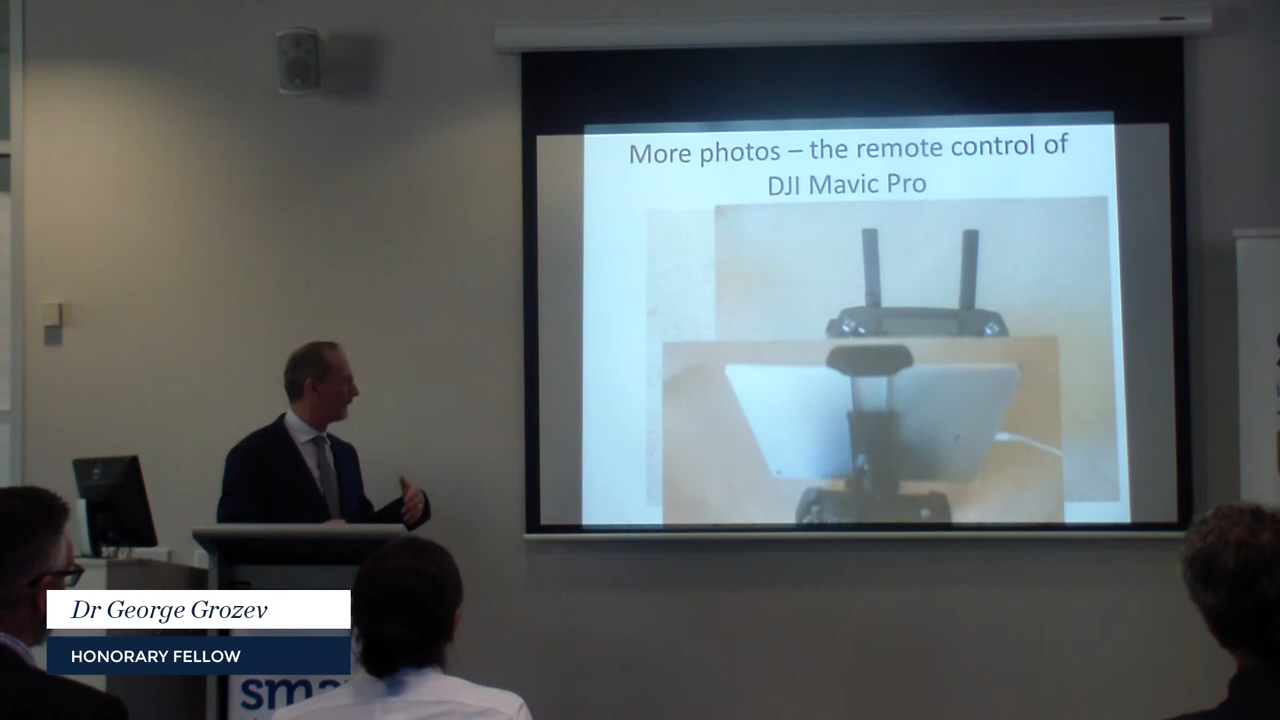 More photos – the remote control of
DJI Mavic Pro
Dr George Grozev
HONORARY FELLOW
sma